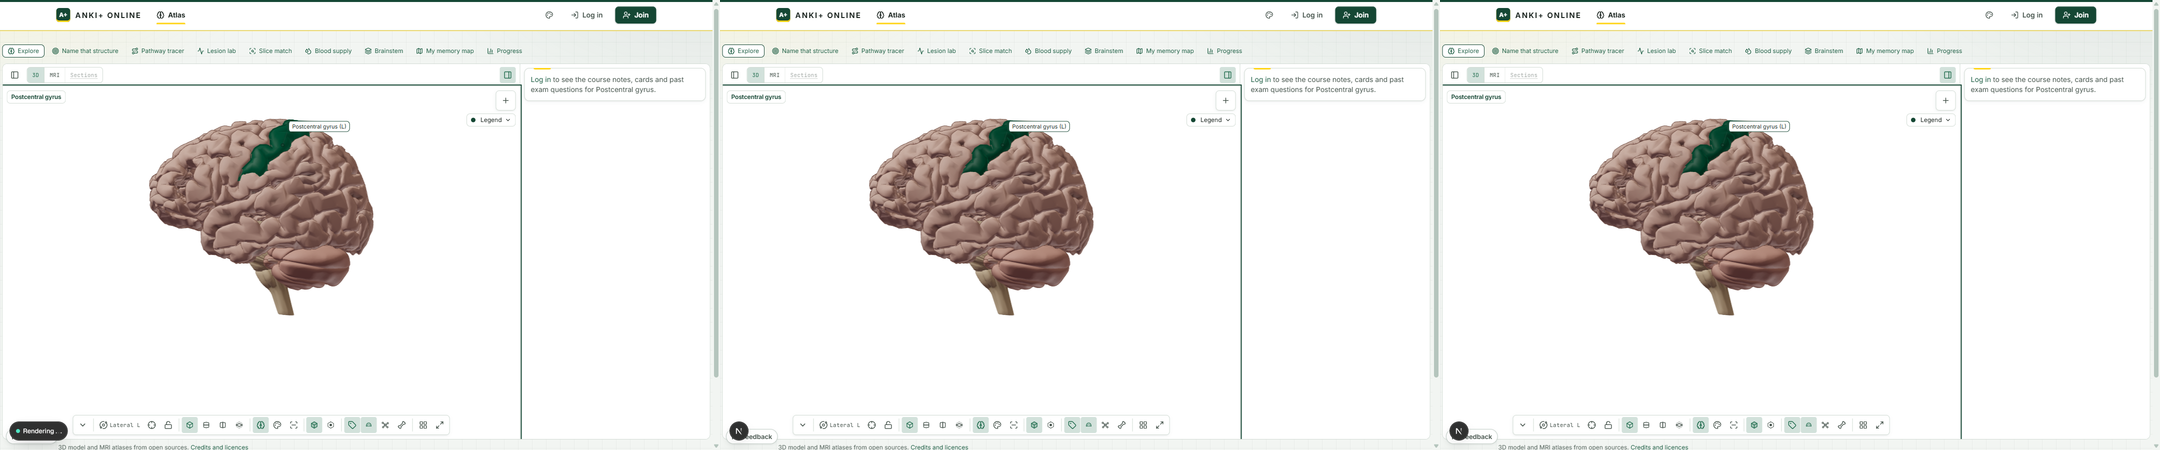 A+ ANKI+ ONLINE Atlas Log in Join
Explore Name that structure Pathway tracer Lesion lab Slice match Blood supply Brainstem My memory map Progress
3D MRI Sections
Log in to see the course notes, cards and past
exam questions for Postcentral gyrus.
Postcentral gyrus
Legend
Postcentral gyrus (L)
Rendering...
Lateral L
3D model and MRI atlases from open sources. Credits and licences
A+ ANKI+ ONLINE Atlas Log in Join
Explore Name that structure Pathway tracer Lesion lab Slice match Blood supply Brainstem My memory map Progress
3D MRI Sections
Log in to see the course notes, cards and past
exam questions for Postcentral gyrus.
Postcentral gyrus
Legend
Postcentral gyrus (L)
N eedback
Lateral L
3D model and MRI atlases from open sources. Credits and licences
A+ ANKI+ ONLINE Atlas Log in Join
Explore Name that structure Pathway tracer Lesion lab Slice match Blood supply Brainstem My memory map Progress
3D MRI Sections
Log in to see the course notes, cards and past
exam questions for Postcentral gyrus.
Postcentral gyrus
Legend
Postcentral gyrus (L)
N eedback
Lateral L
3D model and MRI atlases from open sources. Credits and licences